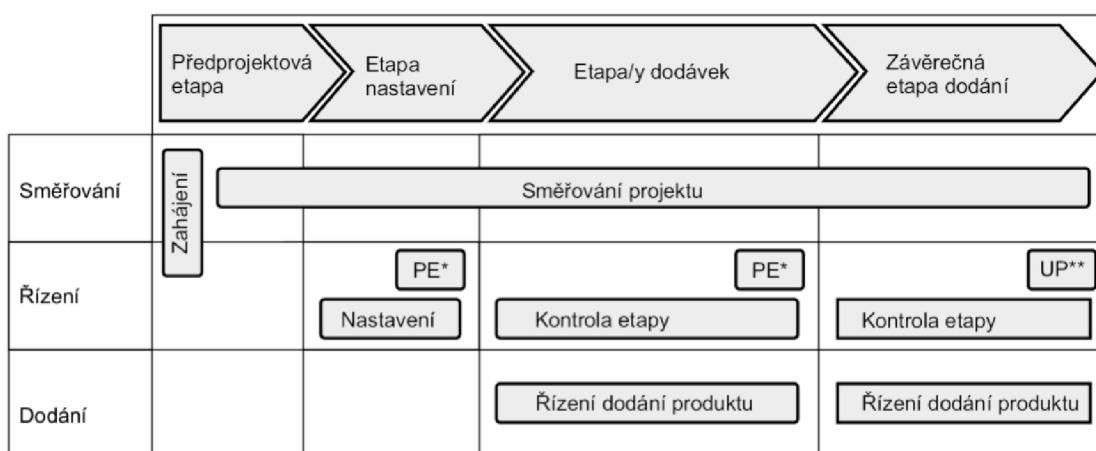 Předprojektová
etapa
Etapa
nastavení
Etapa/y dodávek
Závěrečná
etapa dodání
Směřování
Zahájení
Směřování projektu
Řízení
PE*
PE*
UP**
Nastavení
Kontrola etapy
Kontrola etapy
Dodání
Řízení dodání produktu
Řízení dodání produktu